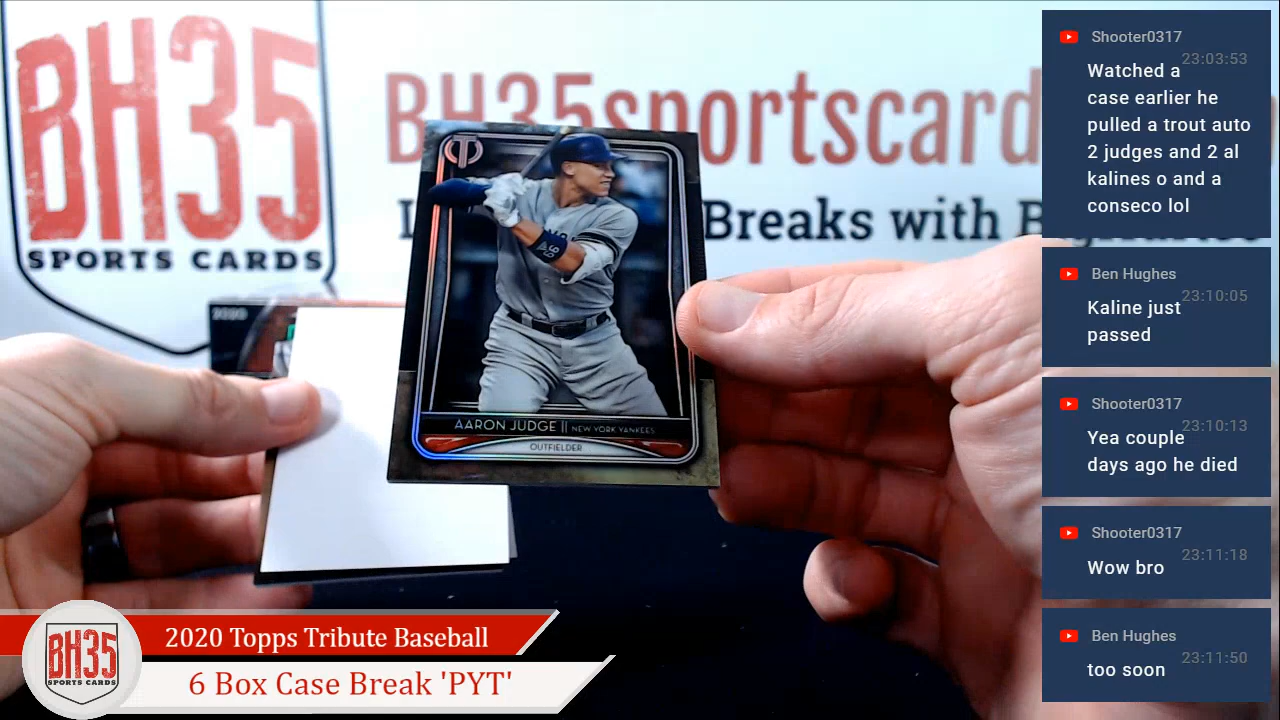 BH35
SPORTS CARDS
BH35sportscard
Breaks with
2020
AARON JUDGE || NEW YORK YANKEES
OUTFIELDER
99
2020 Topps Tribute Baseball
6 Box Case Break 'PYT'
BH35
SPORTS CARDS
Shooter0317
23:03:53
Watched a
case earlier he
pulled a trout auto
2 judges and 2 al
kalines o and a
conseco lol
Ben Hughes
23:10:05
Kaline just
passed
Shooter0317
23:10:13
Yea couple
days ago he died
Shooter0317
23:11:18
Wow bro
Ben Hughes
23:11:50
too soon